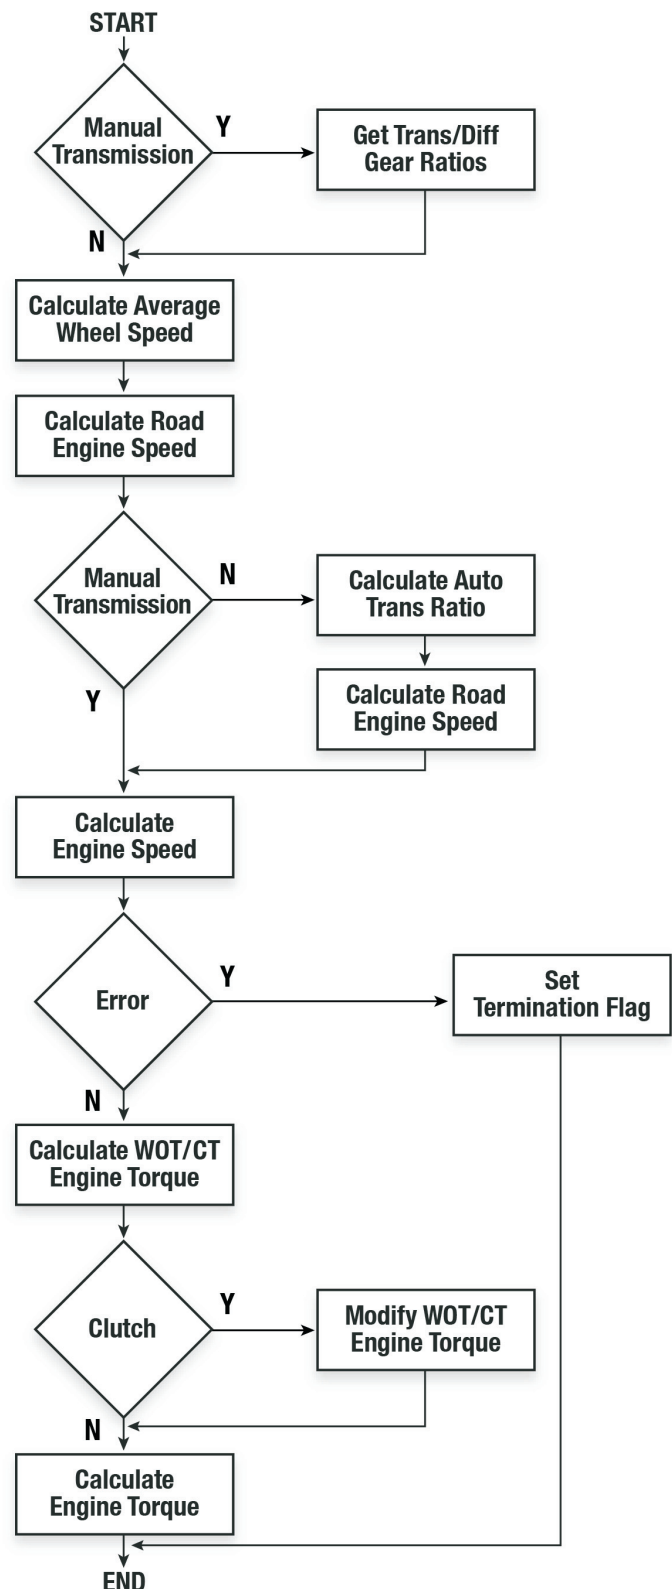 START
Manual
Transmission
Y
Get Trans/Diff
Gear Ratios
N
Calculate Average
Wheel Speed
Calculate Road
Engine Speed
Manual
Transmission
N
Calculate Auto
Trans Ratio
Calculate Road
Engine Speed
Y
Calculate
Engine Speed
Error
Y
Set
Termination Flag
N
Calculate WOT/CT
Engine Torque
Clutch
Y
Modify WOT/CT
Engine Torque
N
Calculate
Engine Torque
END